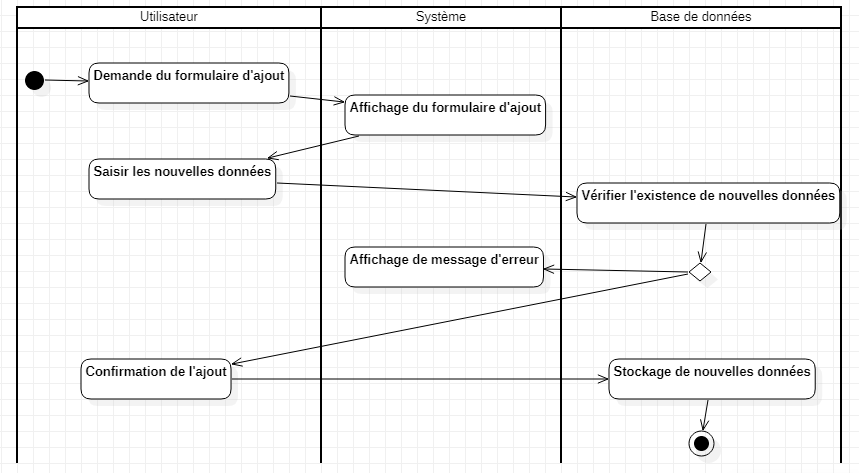 Utilisateur
Système
Base de données
Demande du formulaire d'ajout
Affichage du formulaire d'ajout
Saisir les nouvelles données
Vérifier l'existence de nouvelles données
Affichage de message d'erreur
Confirmation de l'ajout
Stockage de nouvelles données